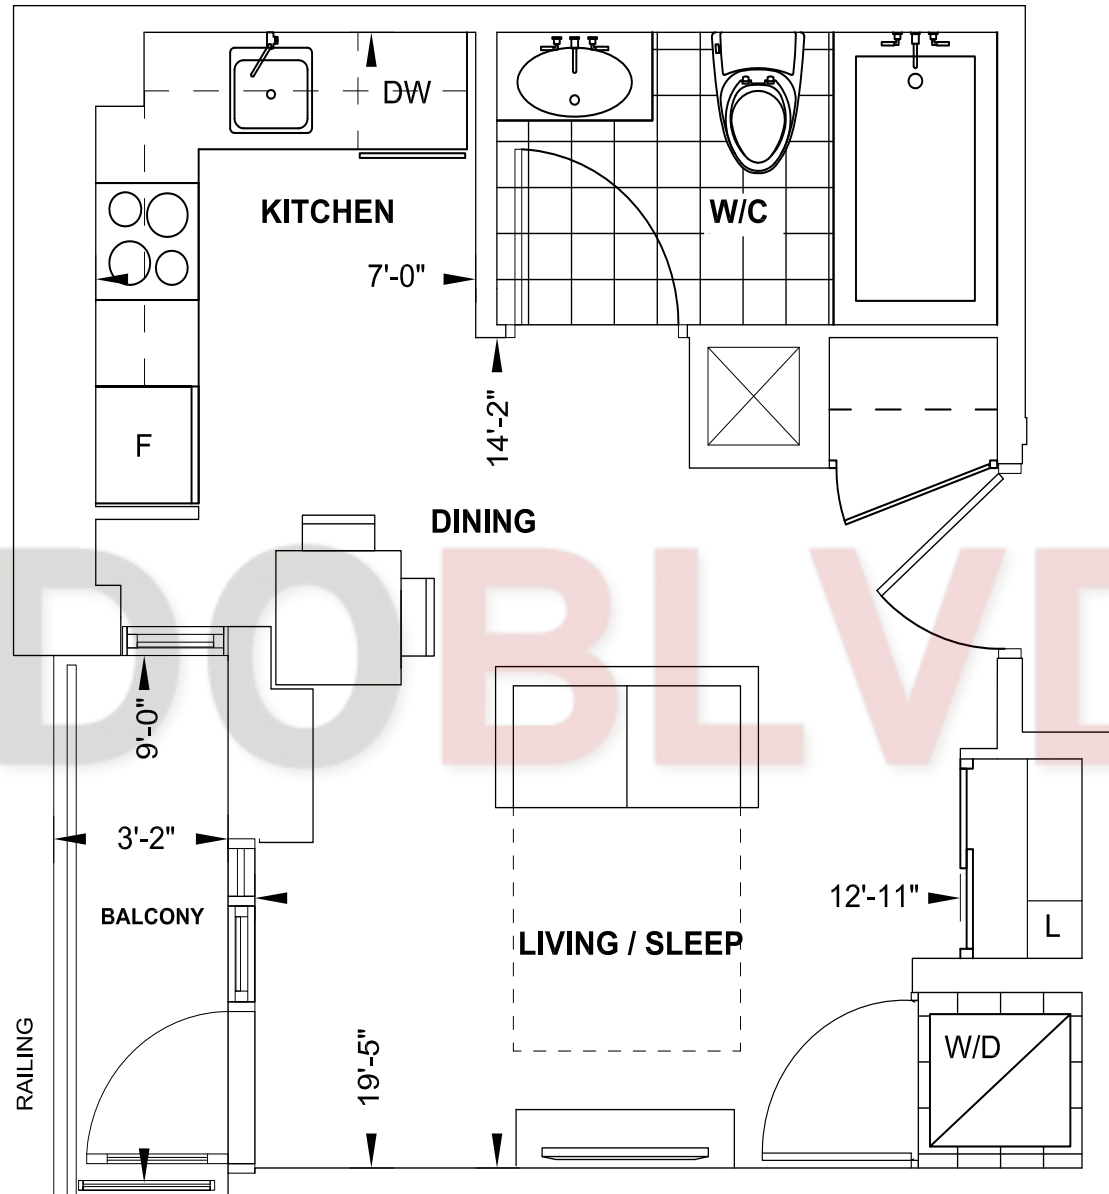 DW
KITCHEN
W/C
7'-0"
14'-2"
F
DINING
DOBLVD
9'-0"
3'-2"
BALCONY
12'-11"
L
LIVING / SLEEP
RAILING
19'-5"
W/D